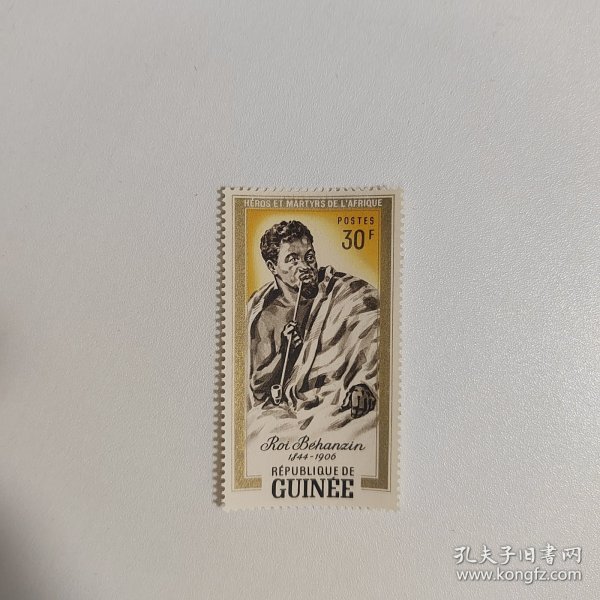 HÉROS ET MARTYRS DE L'AFRIQUE
POSTES
30F
Roi Béhanzin
1844-1906
RÉPUBLIQUE DE
GUINÉE
孔夫子旧书网
www.kongfz.com